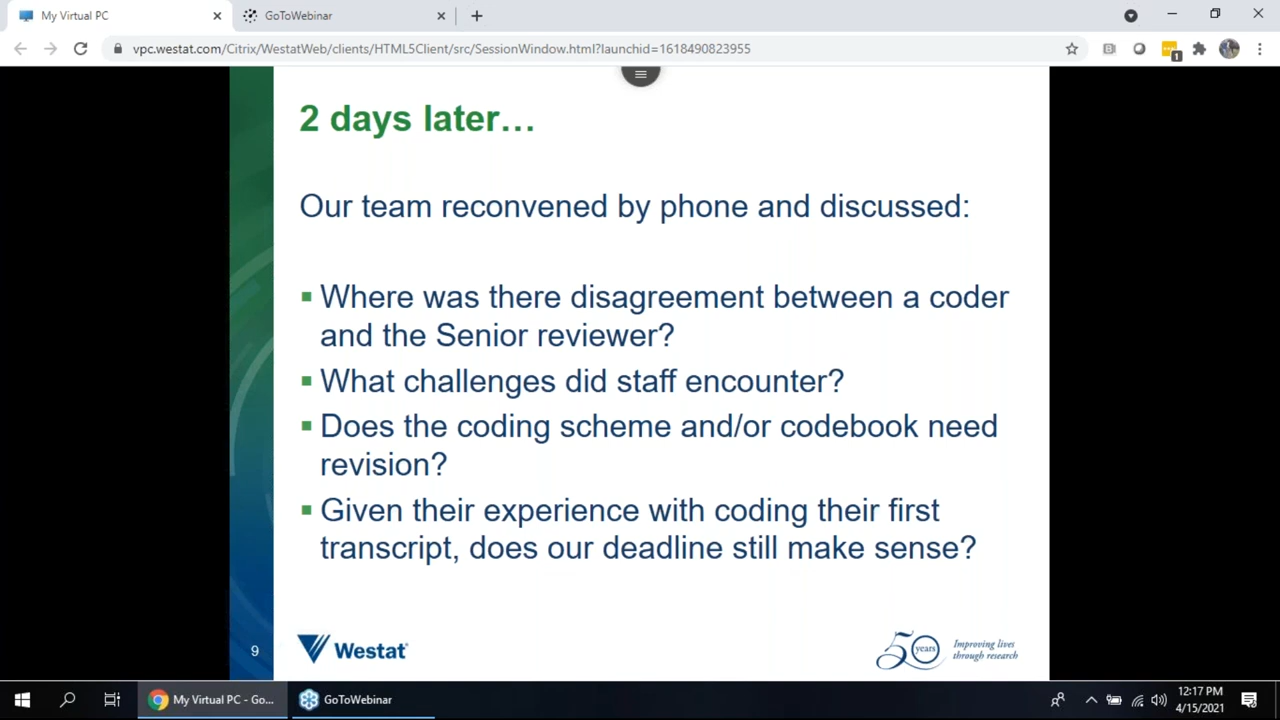 My Virtual PC
GoToWebinar
vpc.westat.com/Citrix/WestatWeb/clients/HTML5Client/src/SessionWindow.html?launchid=1618490823955
1
2 days later…
Our team reconvened by phone and discussed:
Where was there disagreement between a coder
and the Senior reviewer?
What challenges did staff encounter?
Does the coding scheme and/or codebook need
revision?
Given their experience with coding their first
transcript, does our deadline still make sense?
9
Westat
50 years
Improving lives
through research
My Virtual PC - Go...
GoToWebinar
12:17 PM
4/15/2021